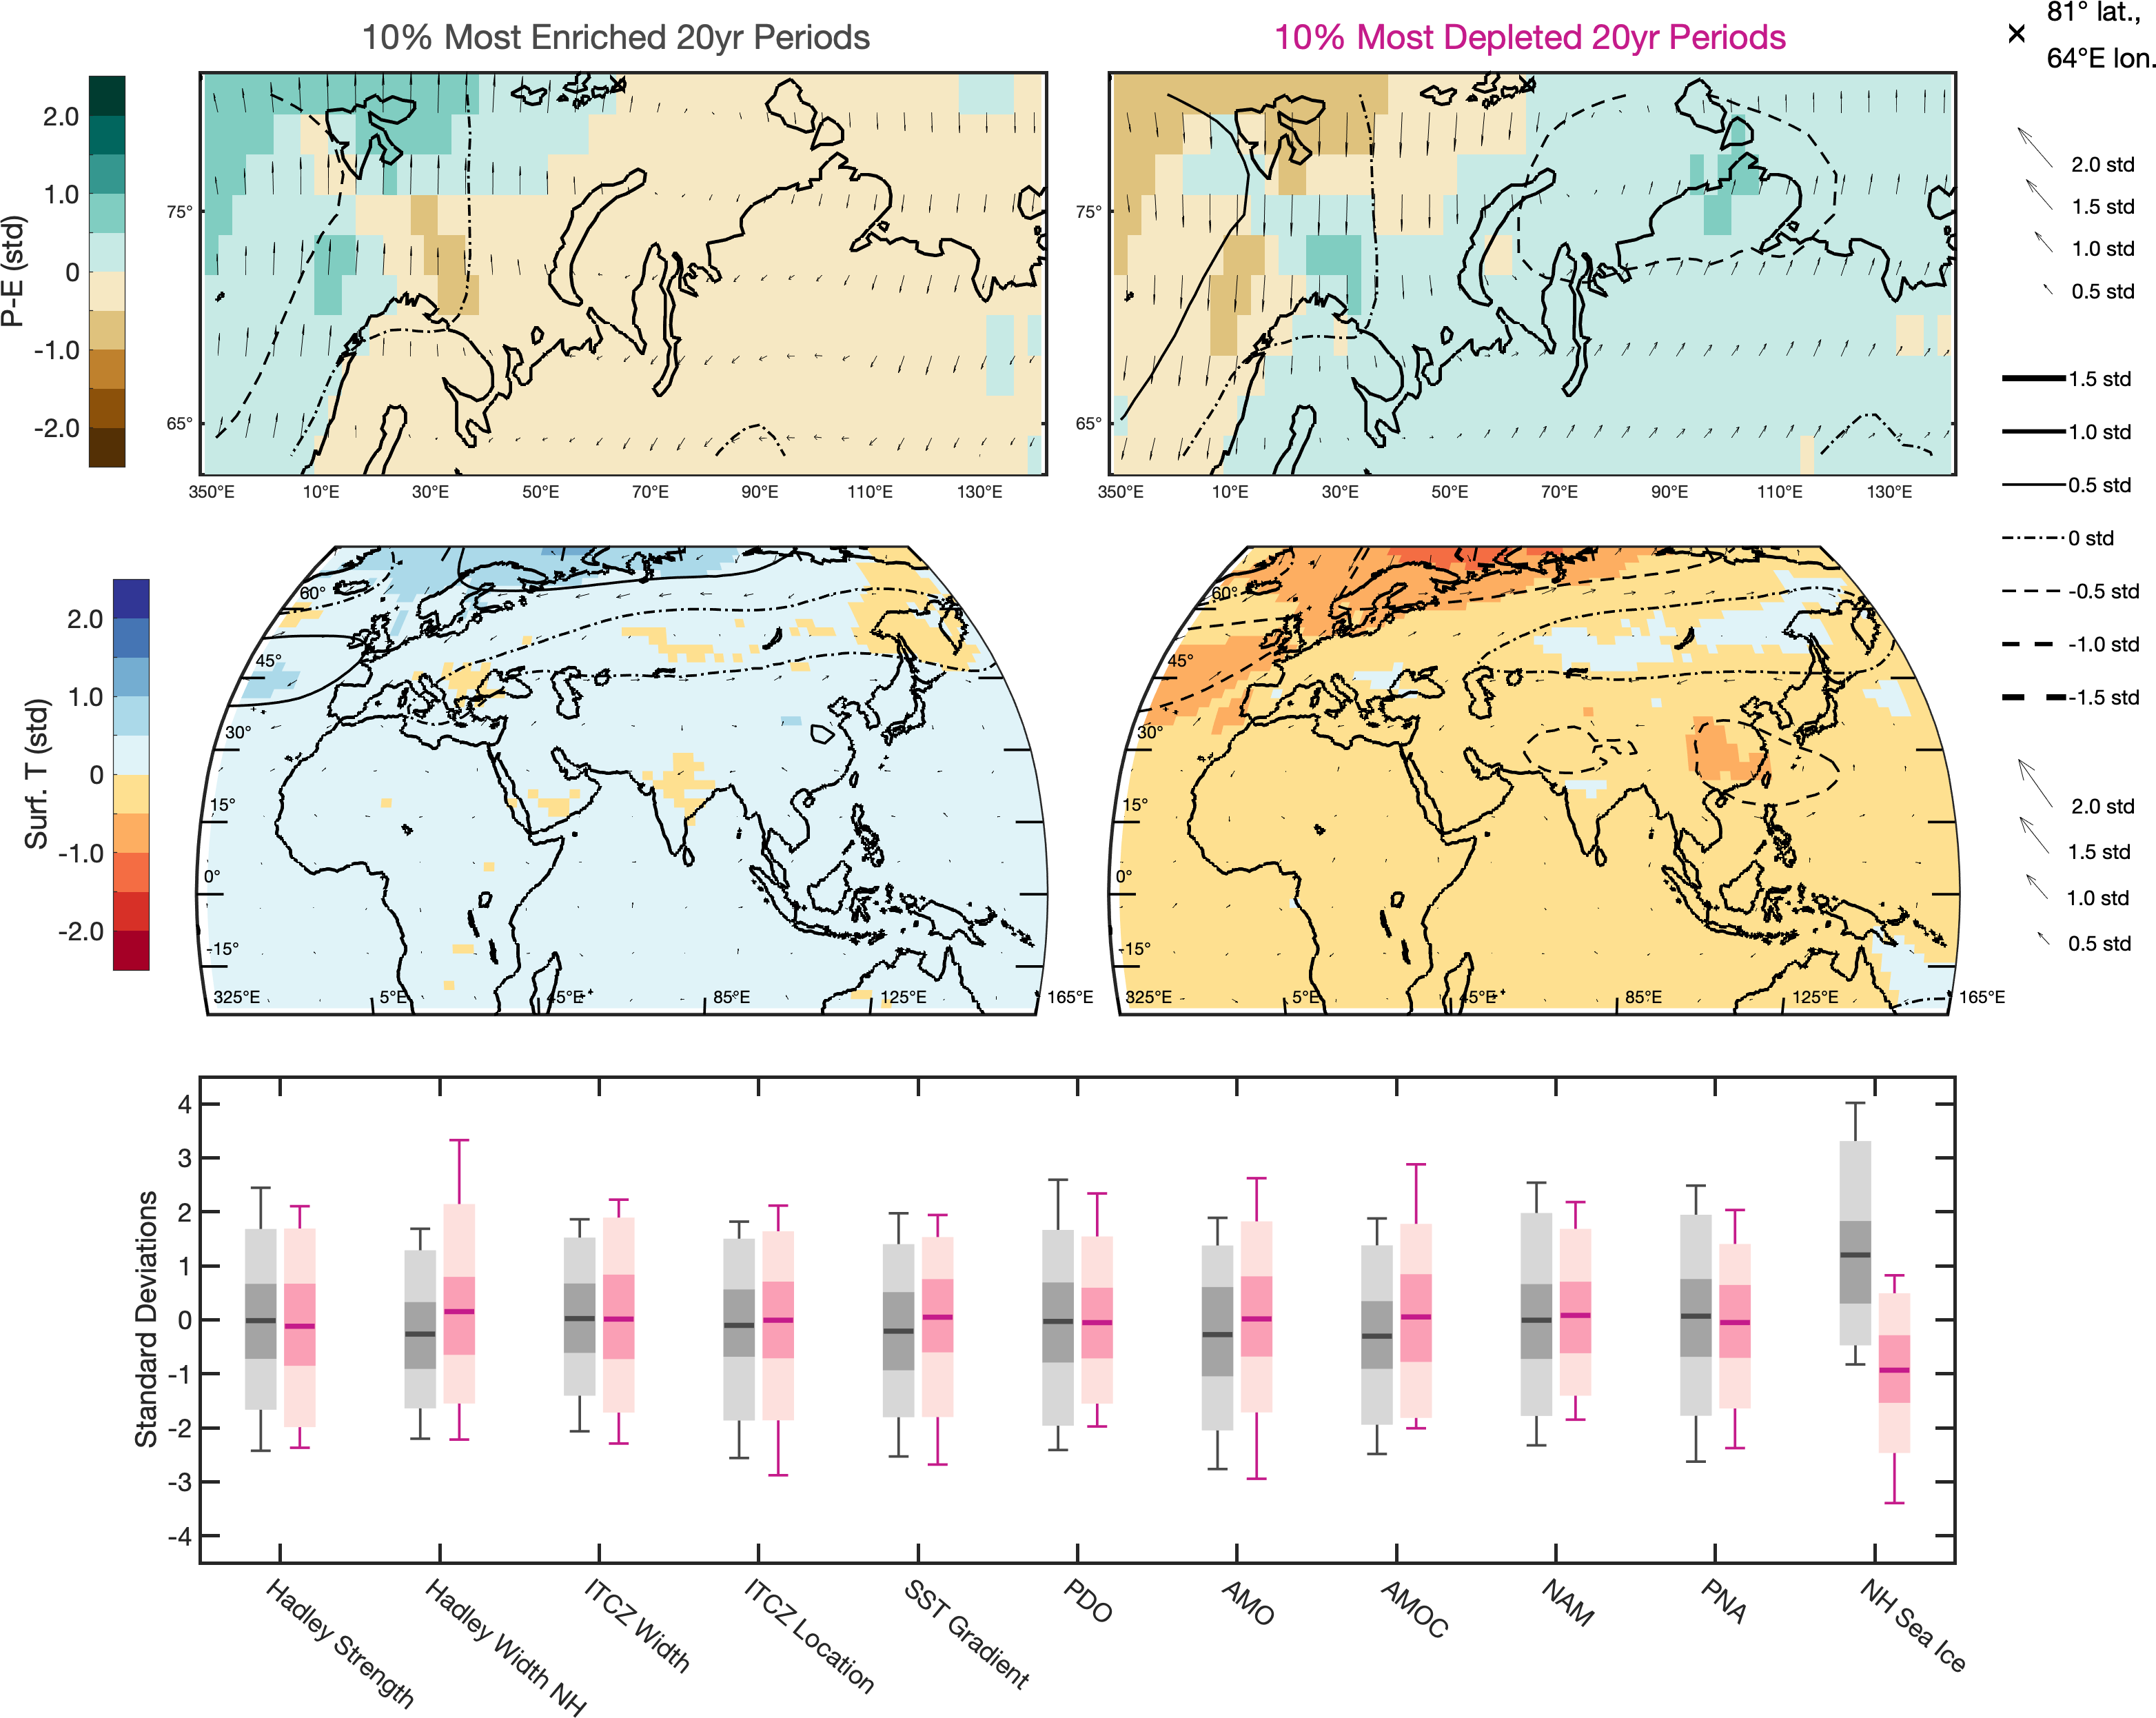 10% Most Enriched 20yr Periods
10% Most Depleted 20yr Periods
81° lat.,
64°E lon.
P-E (std)
2.0
1.0
0
-1.0
-2.0
75°
65°
350°E 10°E 30°E 50°E 70°E 90°E 110°E 130°E
75°
65°
350°E 10°E 30°E 50°E 70°E 90°E 110°E 130°E
2.0 std
1.5 std
1.0 std
0.5 std
1.5 std
1.0 std
0.5 std
0 std
-0.5 std
-1.0 std
-1.5 std
Surf. T (std)
2.0
1.0
0
-1.0
-2.0
60°
45°
30°
15°
0°
-15°
325°E 5°E 45°E 85°E 125°E 165°E
60°
45°
30°
15°
0°
-15°
325°E 5°E 45°E 85°E 125°E 165°E
2.0 std
1.5 std
1.0 std
0.5 std
Standard Deviations
4
3
2
1
0
-1
-2
-3
-4
Hadley Strength
Hadley Width NH
ITCZ Width
ITCZ Location
SST Gradient
PDO
AMO
AMOC
NAM
PNA
NH Sea Ice